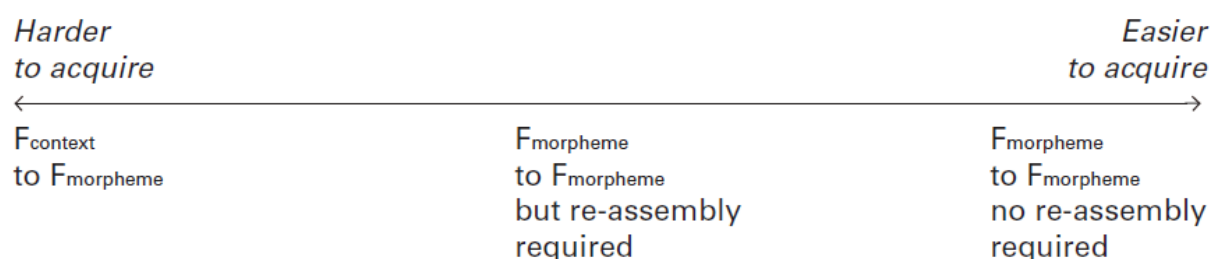 Harder
to acquire
Easier
to acquire
Fcontext
to Fmorpheme
Fmorpheme
to Fmorpheme
but re-assembly
required
Fmorpheme
to Fmorpheme
no re-assembly
required